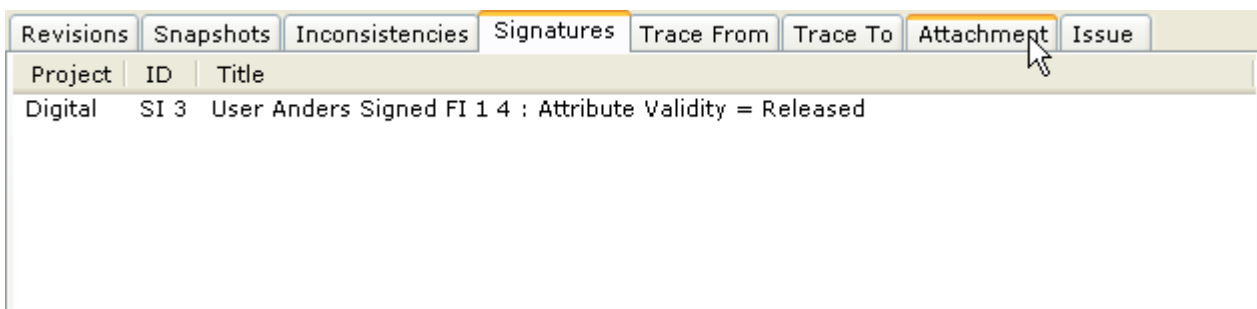 Revisions Snapshots Inconsistencies Signatures Trace From Trace To Attachment Issue
Project ID Title
Digital SI 3 User Anders Signed FI 1 4 : Attribute Validity = Released